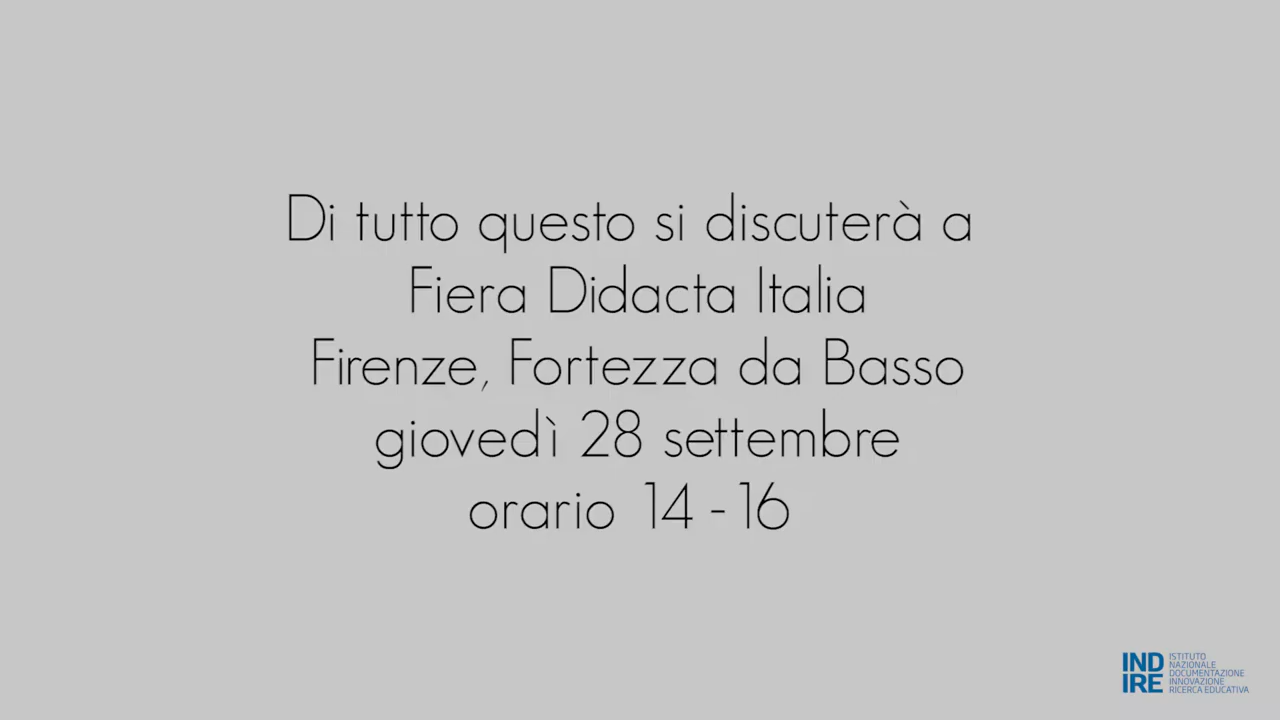 Di tutto questo si discuterà a
Fiera Didacta Italia
Firenze, Fortezza da Basso
giovedì 28 settembre
orario 14 - 16
IND
IRE
ISTITUTO
NAZIONALE
DOCUMENTAZIONE
INNOVAZIONE
RICERCA EDUCATIVA